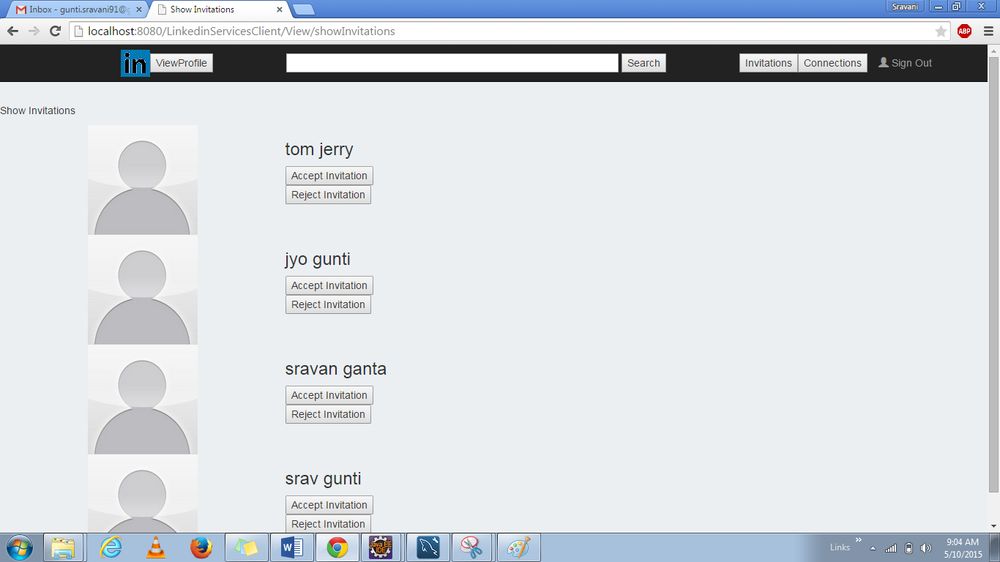 Inbox - gunti.sravani91@g
Show Invitations
Sravani
localhost:8080/LinkedinServicesClient/View/showInvitations
ABP
in
ViewProfile
Search
Invitations
Connections
Sign Out
Show Invitations
tom jerry
Accept Invitation
Reject Invitation
jyo gunti
Accept Invitation
Reject Invitation
sravan ganta
Accept Invitation
Reject Invitation
srav gunti
Accept Invitation
Reject Invitation
Java EE
IDE
Links
9:04 AM
5/10/2015